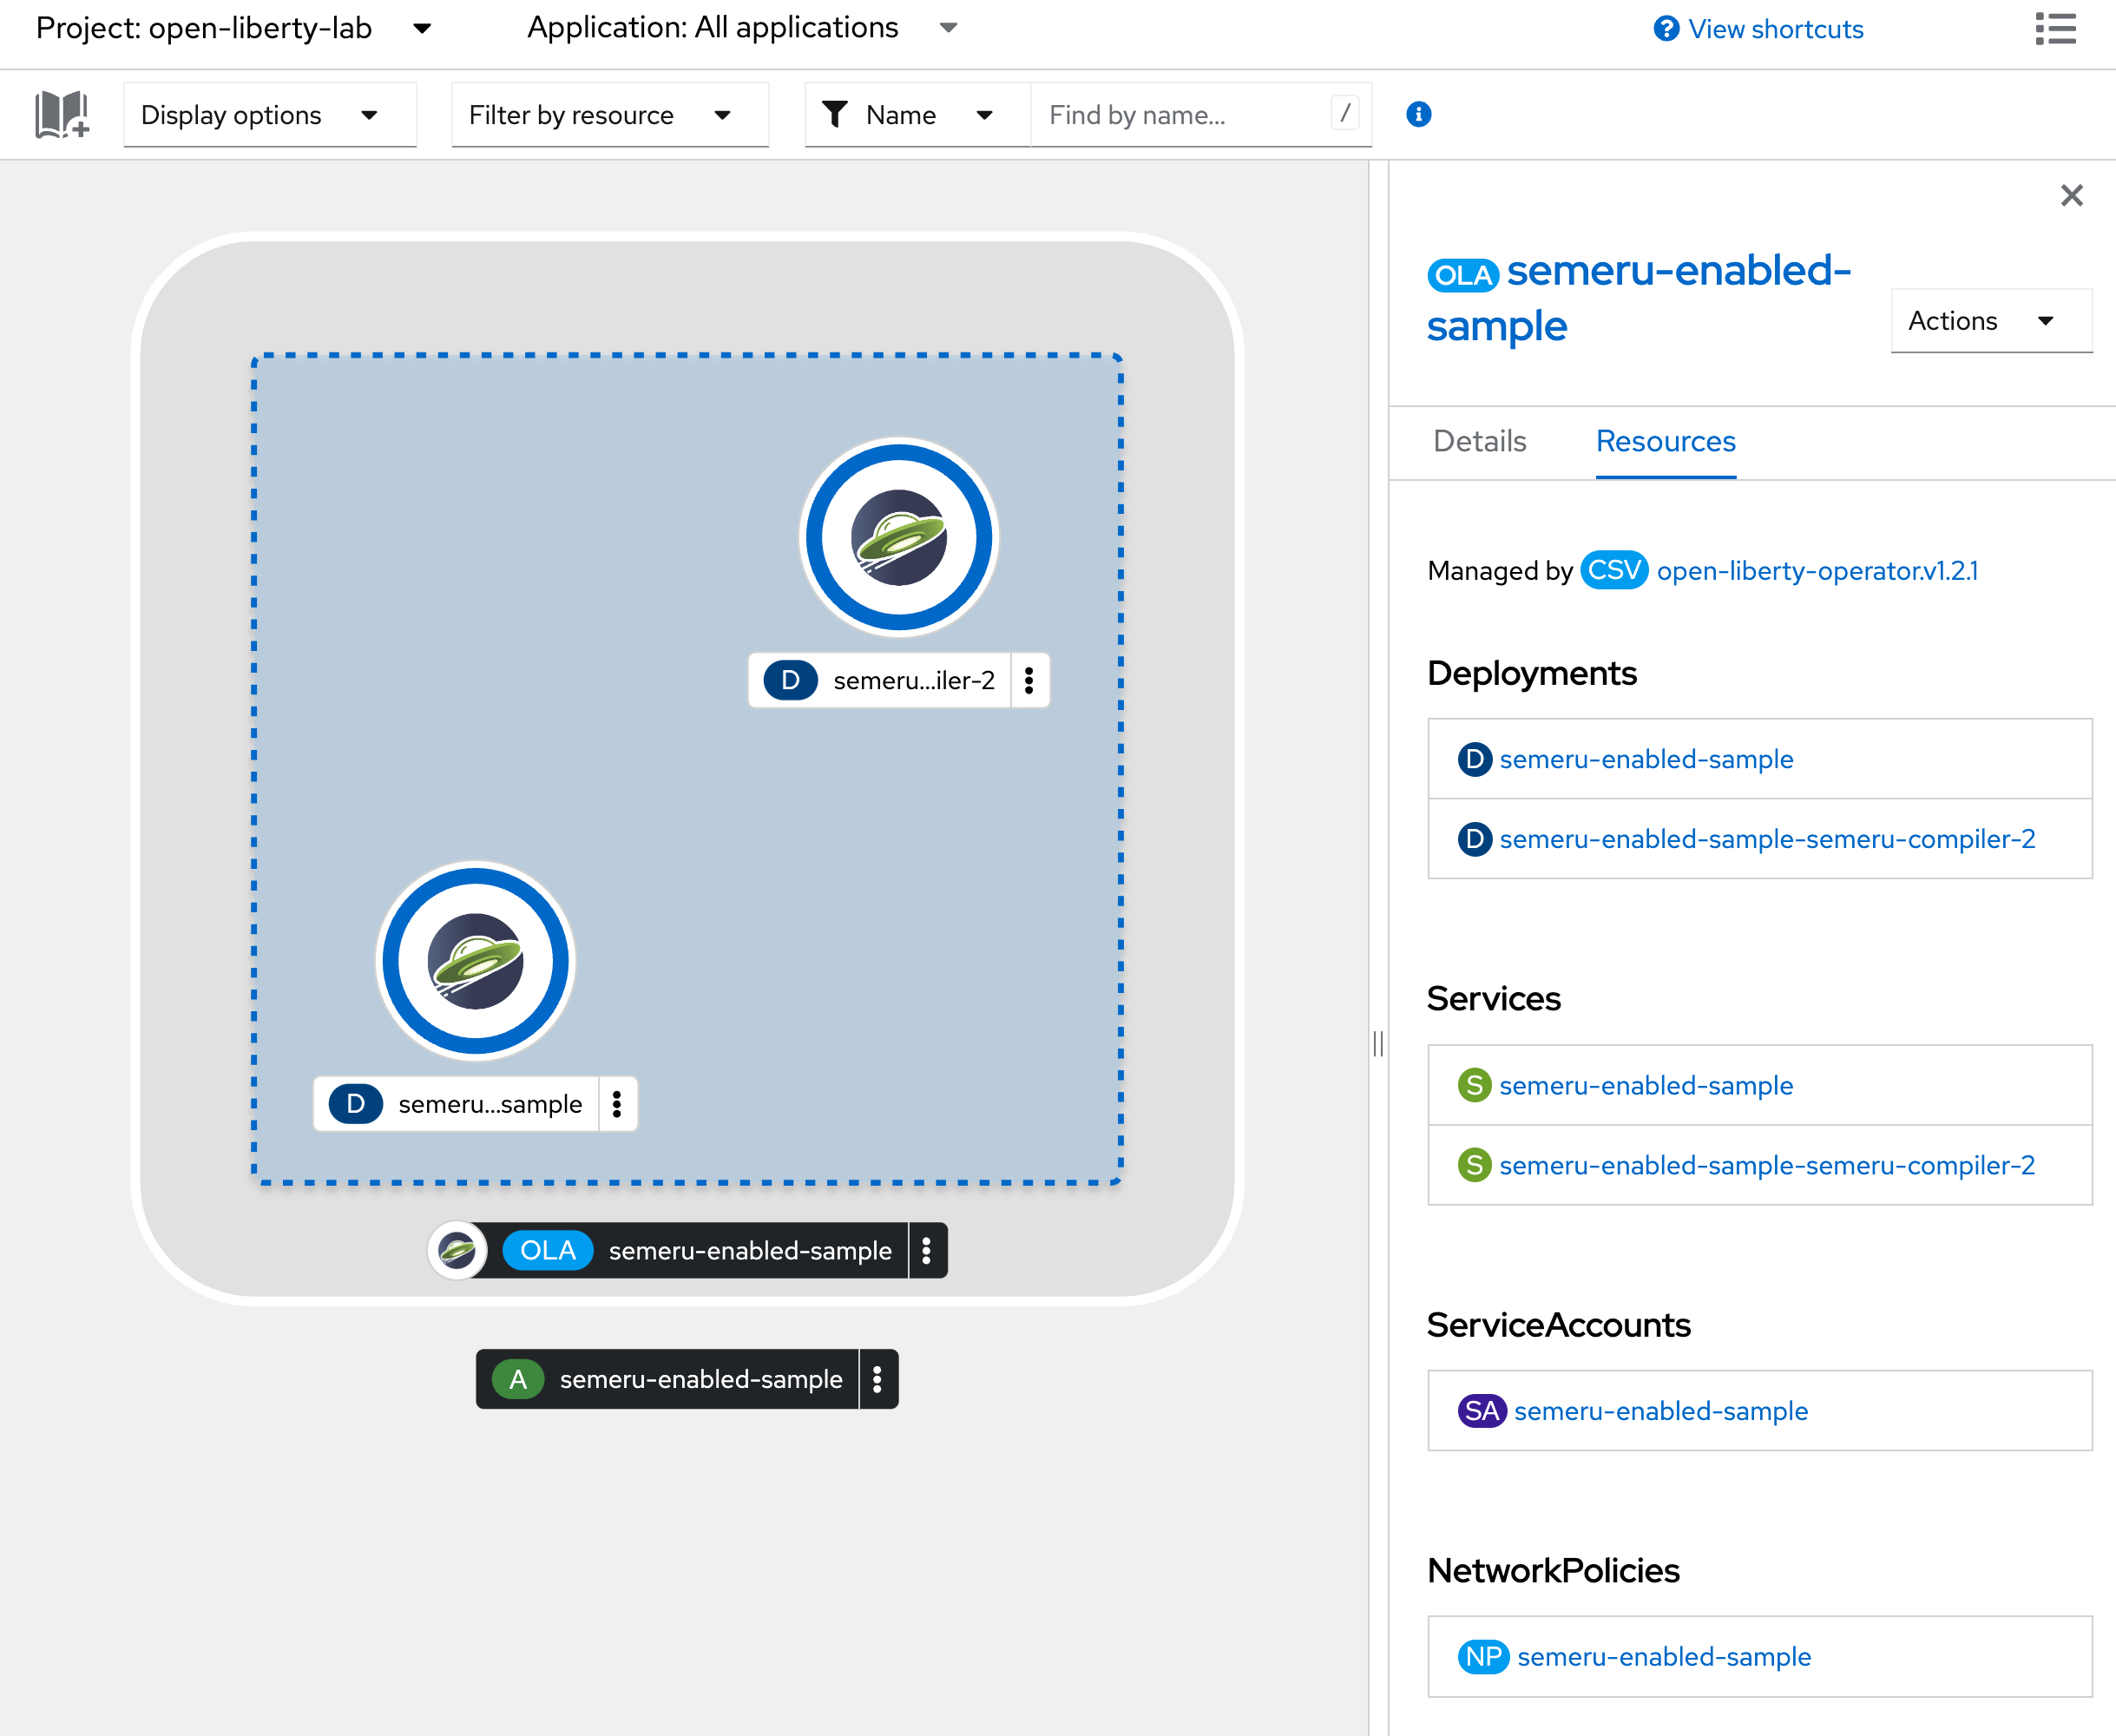 Project: open-liberty-lab
Application: All applications
View shortcuts
Display options
Filter by resource
Name
Find by name...
/
D semeru...iler-2
D semeru...sample
OLA semeru-enabled-sample
A semeru-enabled-sample
OLA semeru-enabled-
sample
Actions
Details
Resources
Managed by CSV open-liberty-operator.v1.2.1
Deployments
D semeru-enabled-sample
D semeru-enabled-sample-semeru-compiler-2
Services
S semeru-enabled-sample
S semeru-enabled-sample-semeru-compiler-2
ServiceAccounts
SA semeru-enabled-sample
NetworkPolicies
NP semeru-enabled-sample